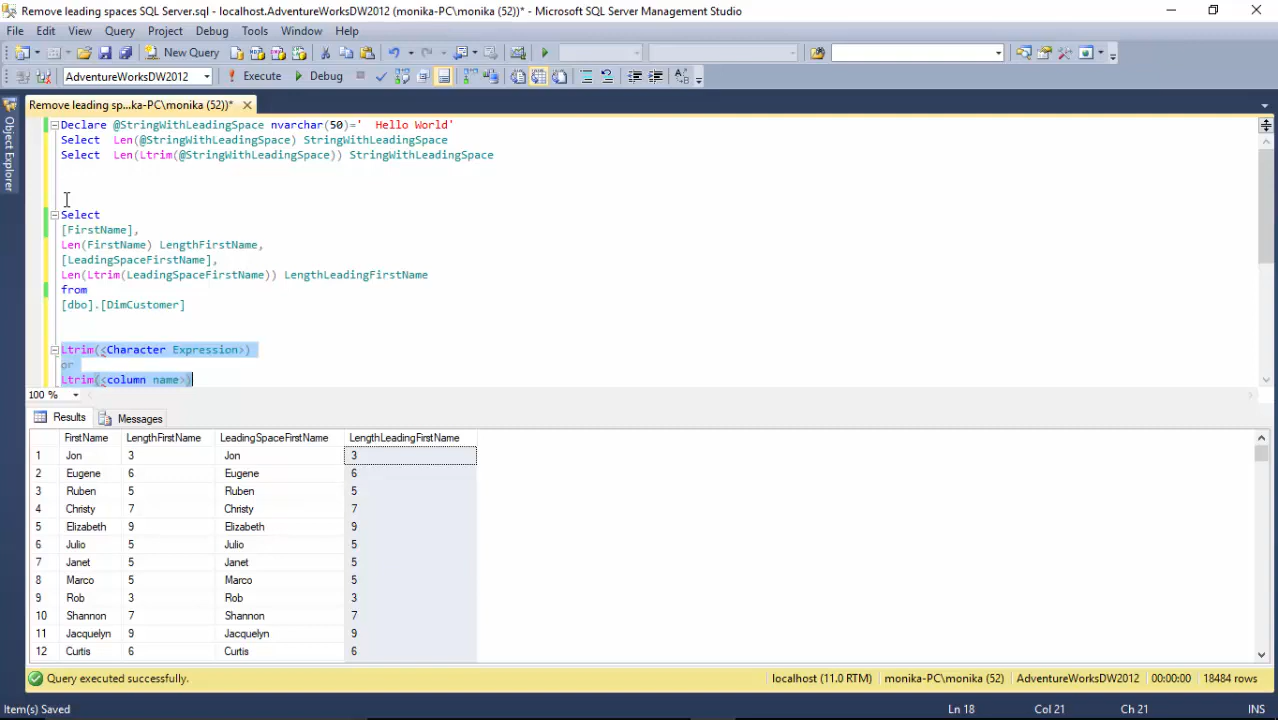 Remove leading spaces SQL Server.sql - localhost.AdventureWorksDW2012 (monika-PC\monika (52))* - Microsoft SQL Server Management Studio
File Edit View Query Project Debug Tools Window Help
New Query
AdventureWorksDW2012 Execute Debug
Object Explorer
Remove leading sp...ka-PC\monika (52))*
Declare @StringWithLeadingSpace nvarchar(50)='  Hello World'
Select  Len(@StringWithLeadingSpace) StringWithLeadingSpace
Select  Len(Ltrim(@StringWithLeadingSpace)) StringWithLeadingSpace
Select
[FirstName],
Len(FirstName) LengthFirstName,
[LeadingSpaceFirstName],
Len(Ltrim(LeadingSpaceFirstName)) LengthLeadingFirstName
from
[dbo].[DimCustomer]
Ltrim(<Character Expression>)
or
Ltrim(<column name>)
100 %
Results Messages
FirstName LengthFirstName LeadingSpaceFirstName LengthLeadingFirstName
1 Jon 3 Jon 3
2 Eugene 6 Eugene 6
3 Ruben 5 Ruben 5
4 Christy 7 Christy 7
5 Elizabeth 9 Elizabeth 9
6 Julio 5 Julio 5
7 Janet 5 Janet 5
8 Marco 5 Marco 5
9 Rob 3 Rob 3
10 Shannon 7 Shannon 7
11 Jacquelyn 9 Jacquelyn 9
12 Curtis 6 Curtis 6
Query executed successfully. localhost (11.0 RTM) monika-PC\monika (52) AdventureWorksDW2012 00:00:00 18484 rows
Item(s) Saved Ln 18 Col 21 Ch 21 INS